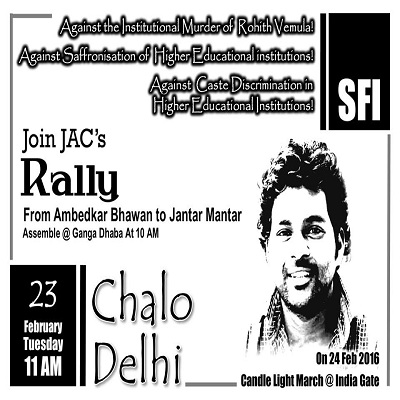 Against the Institutional Murder of Rohith Vemula!
Against Saffronisation of Higher Educational institutions!
Against Caste Discrimination in
Higher Educational Institutions!
SFI
Join JAC's
Rally
From Ambedkar Bhawan to Jantar Mantar
Assemble @ Ganga Dhaba At 10 AM
23
February
Tuesday
11 AM
Chalo
Delhi
On 24 Feb 2016
Candle Light March @ India Gate